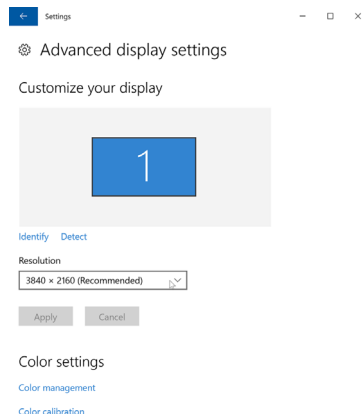 Settings
Advanced display settings
Customize your display
1
Identify Detect
Resolution
3840 × 2160 (Recommended)
Apply Cancel
Color settings
Color management
Color calibration